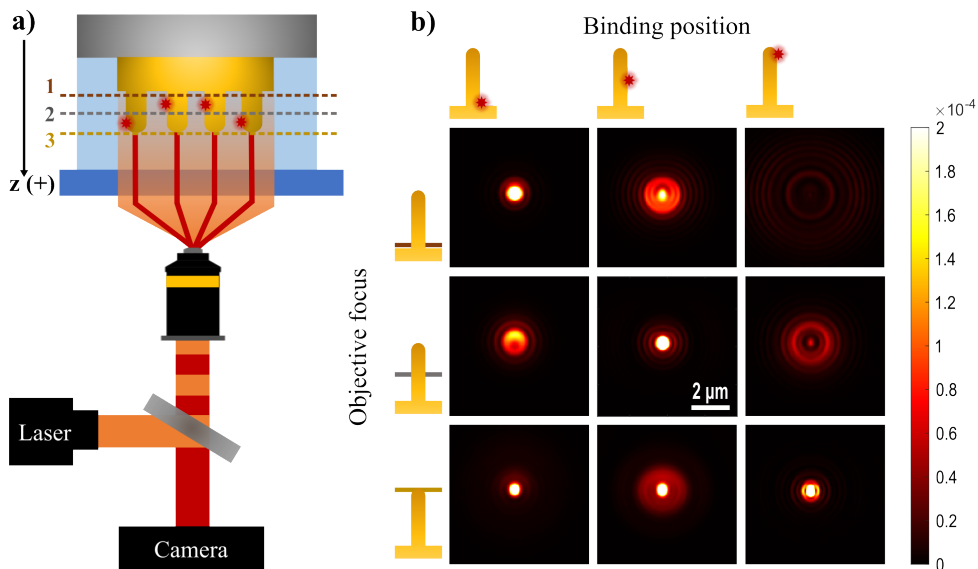 a)
1
2
3
z (+)
Laser
Camera
b)
Binding position
Objective focus
2 μm
×10⁻⁴
2
1.8
1.6
1.4
1.2
1
0.8
0.6
0.4
0.2
0